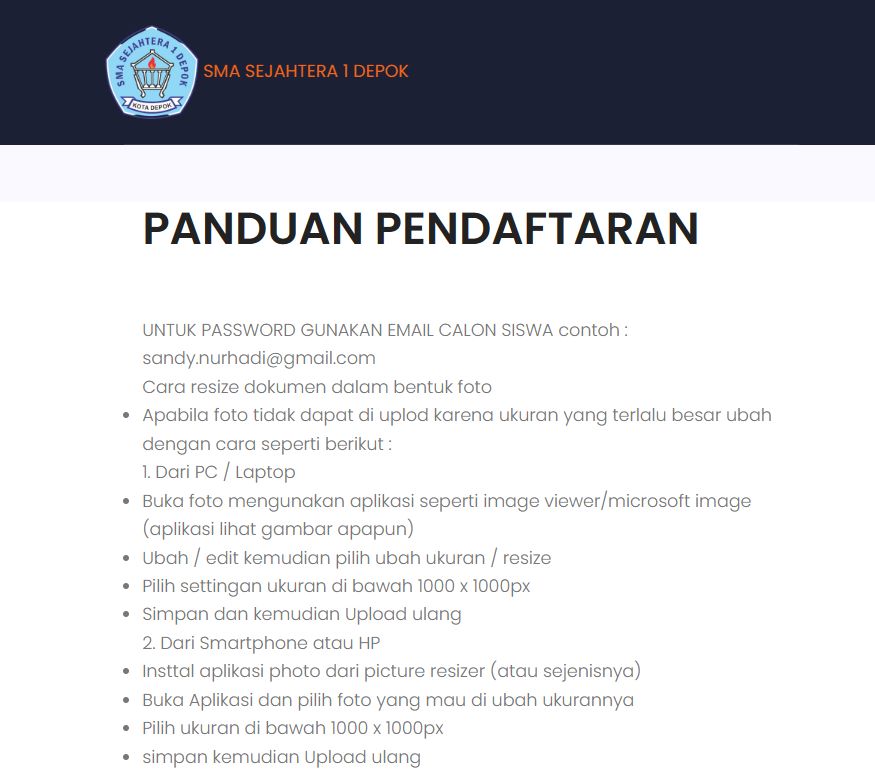 SMA SEJAHTERA 1 DEPOK
KOTA DEPOK
SMA SEJAHTERA 1 DEPOK
PANDUAN PENDAFTARAN
UNTUK PASSWORD GUNAKAN EMAIL CALON SISWA contoh :
sandy.nurhadi@gmail.com
Cara resize dokumen dalam bentuk foto
• Apabila foto tidak dapat di uplod karena ukuran yang terlalu besar ubah
dengan cara seperti berikut :
1. Dari PC / Laptop
• Buka foto mengunakan aplikasi seperti image viewer/microsoft image
(aplikasi lihat gambar apapun)
• Ubah / edit kemudian pilih ubah ukuran / resize
• Pilih settingan ukuran di bawah 1000 x 1000px
• Simpan dan kemudian Upload ulang
2. Dari Smartphone atau HP
• Insttal aplikasi photo dari picture resizer (atau sejenisnya)
• Buka Aplikasi dan pilih foto yang mau di ubah ukurannya
• Pilih ukuran di bawah 1000 x 1000px
• simpan kemudian Upload ulang